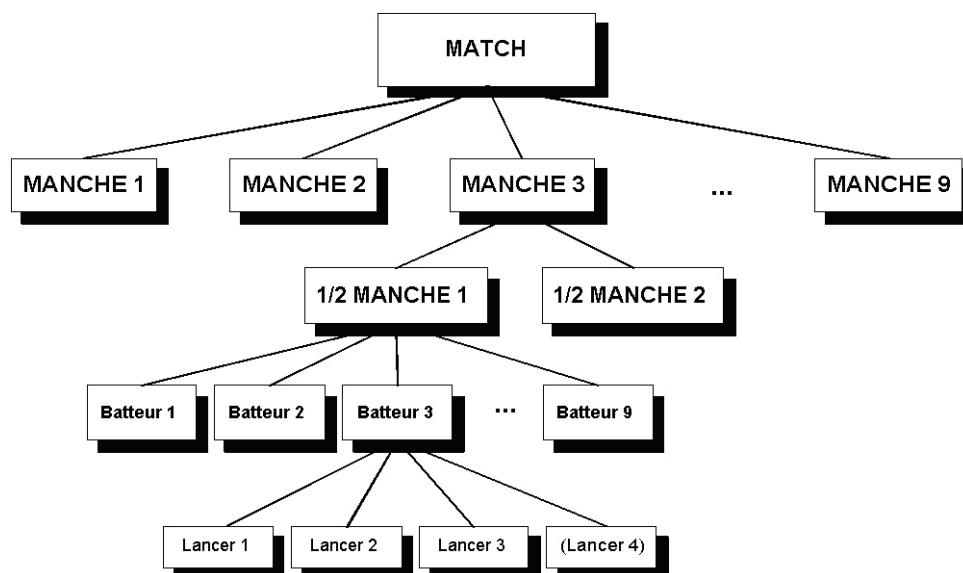 MATCH
MANCHE 1
MANCHE 2
MANCHE 3
...
MANCHE 9
1/2 MANCHE 1
1/2 MANCHE 2
Batteur 1
Batteur 2
Batteur 3
...
Batteur 9
Lancer 1
Lancer 2
Lancer 3
(Lancer 4)